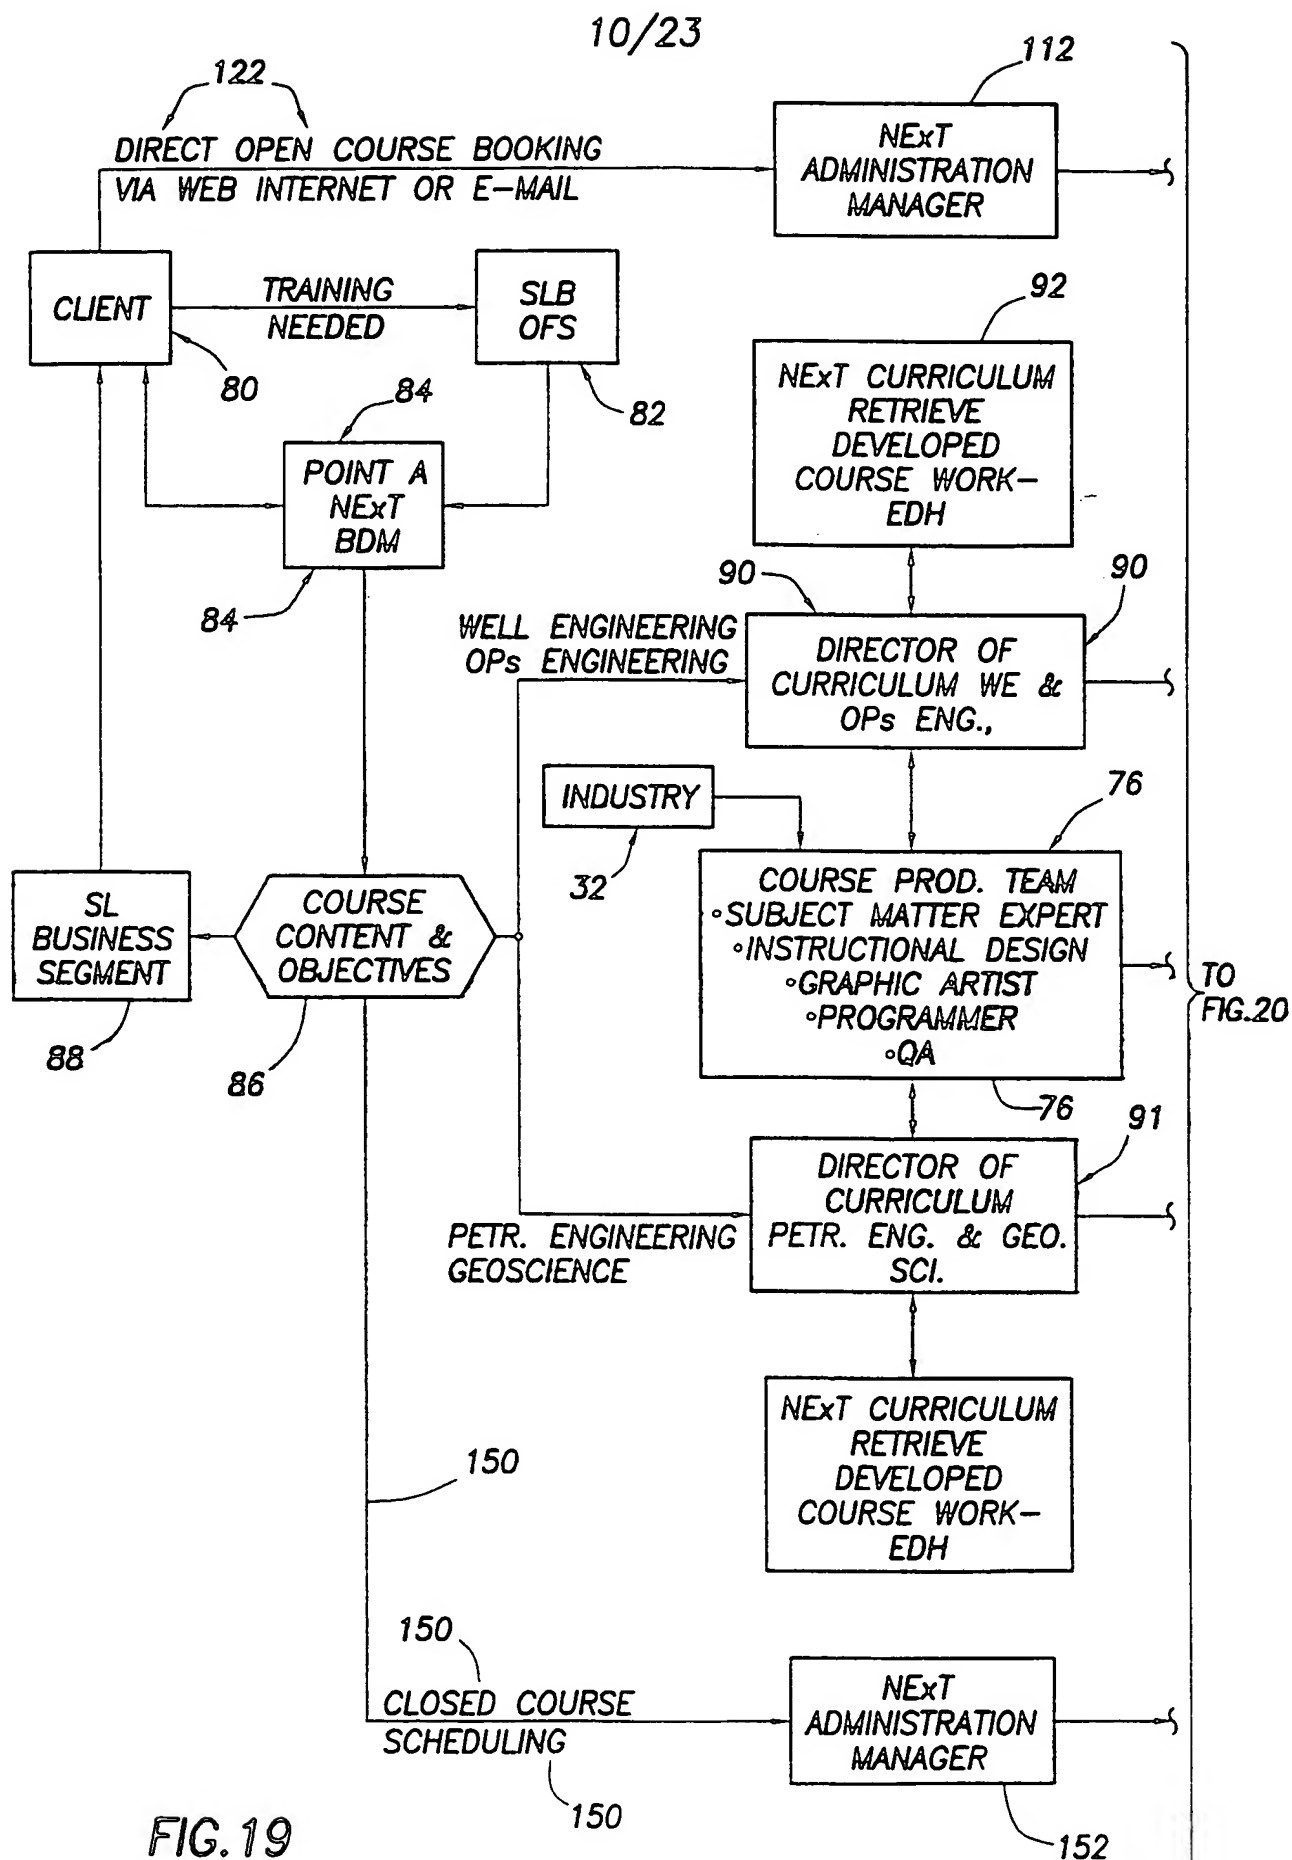 10/23
122
112
DIRECT OPEN COURSE BOOKING
VIA WEB INTERNET OR E-MAIL
NExT
ADMINISTRATION
MANAGER
CLIENT
TRAINING
NEEDED
SLB
OFS
80
82
92
84
POINT A
NExT
BDM
84
NExT CURRICULUM
RETRIEVE
DEVELOPED
COURSE WORK-
EDH
90
90
WELL ENGINEERING
OPs ENGINEERING
DIRECTOR OF
CURRICULUM WE &
OPs ENG.,
INDUSTRY
32
76
SL
BUSINESS
SEGMENT
88
COURSE
CONTENT &
OBJECTIVES
86
COURSE PROD. TEAM
◦SUBJECT MATTER EXPERT
◦INSTRUCTIONAL DESIGN
◦GRAPHIC ARTIST
◦PROGRAMMER
◦QA
TO
FIG.20
76
91
PETR. ENGINEERING
GEOSCIENCE
DIRECTOR OF
CURRICULUM
PETR. ENG. & GEO.
SCI.
NExT CURRICULUM
RETRIEVE
DEVELOPED
COURSE WORK-
EDH
150
150
CLOSED COURSE
SCHEDULING
150
NExT
ADMINISTRATION
MANAGER
152
FIG.19